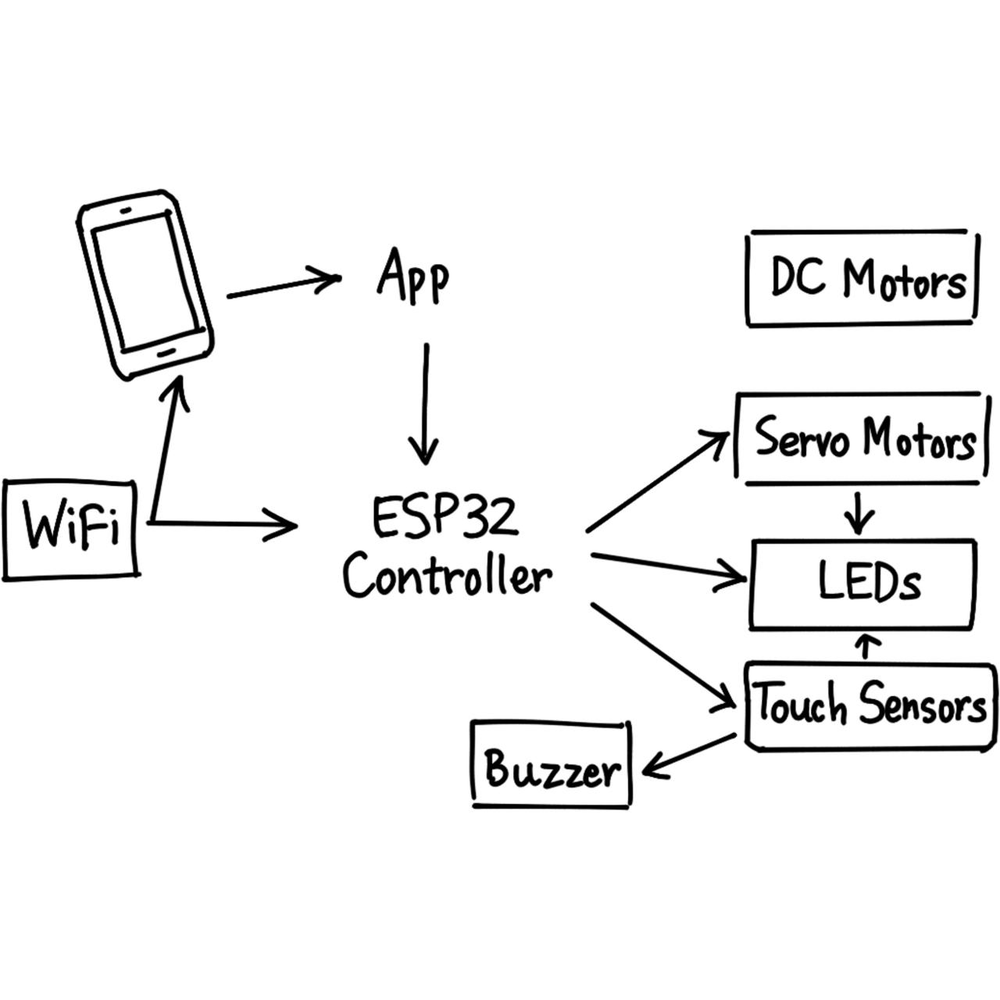 App
DC Motors
Servo Motors
WiFi
ESP32
Controller
LEDs
Touch Sensors
Buzzer